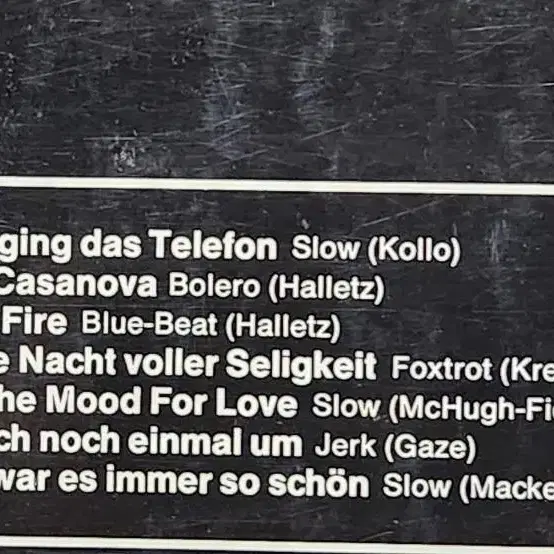 ging das Telefon Slow (Kollo)
Casanova Bolero (Halletz)
Fire Blue-Beat (Halletz)
e Nacht voller Seligkeit Foxtrot (Kre
he Mood For Love Slow (McHugh-Fi
ch noch einmal um Jerk (Gaze)
war es immer so schön Slow (Macke